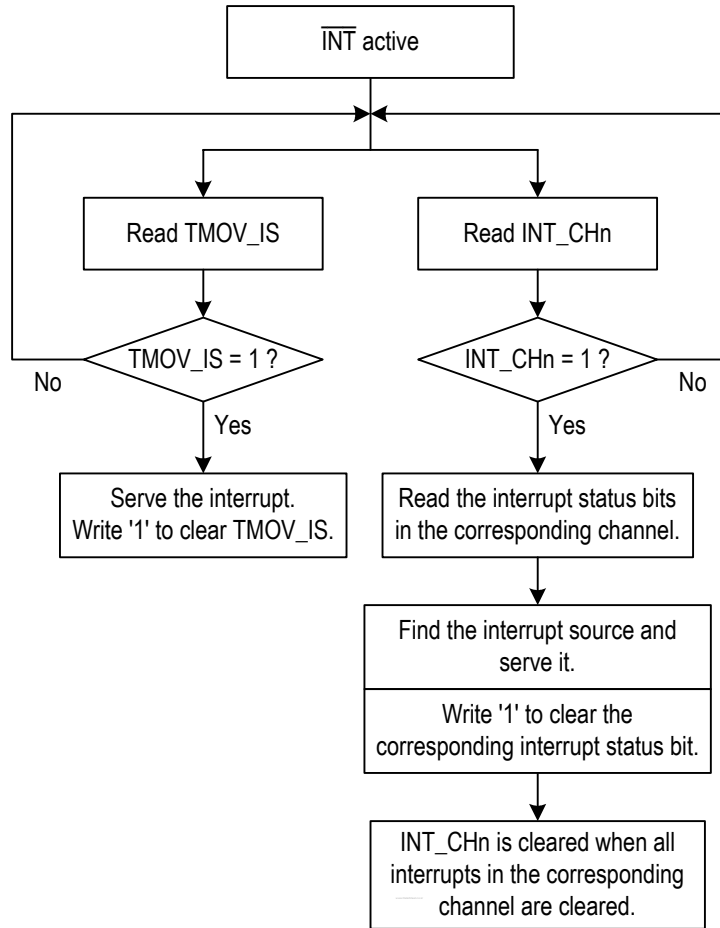 INT active
Read TMOV_IS
Read INT_CHn
TMOV_IS = 1 ?
INT_CHn = 1 ?
No
No
Yes
Yes
Serve the interrupt.
Write '1' to clear TMOV_IS.
Read the interrupt status bits
in the corresponding channel.
Find the interrupt source and
serve it.
Write '1' to clear the
corresponding interrupt status bit.
INT_CHn is cleared when all
interrupts in the corresponding
channel are cleared.